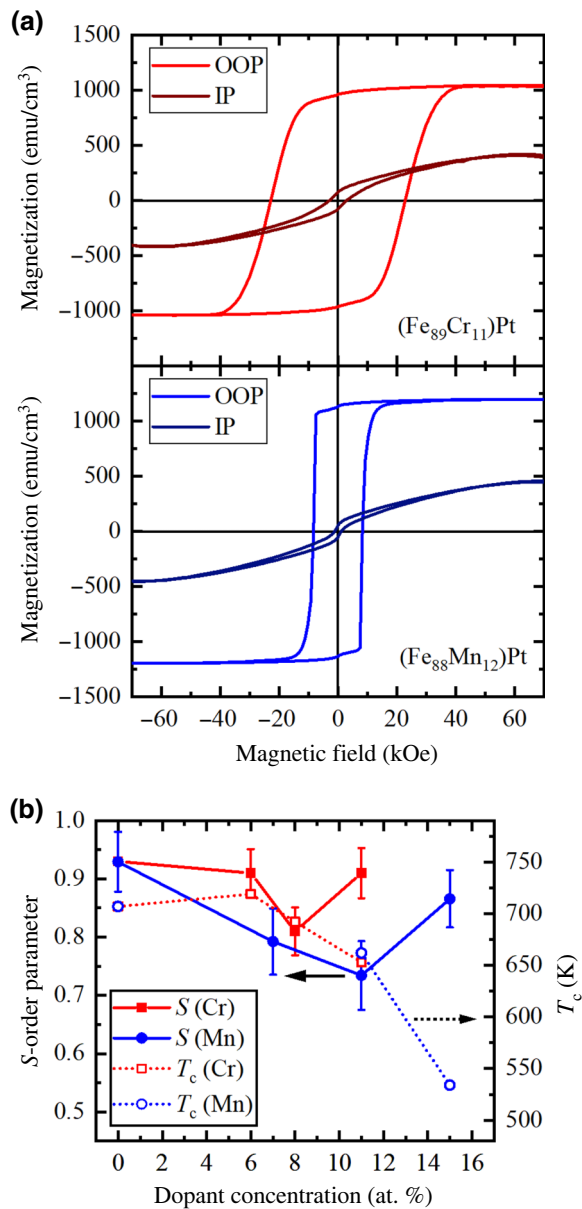 (a)
1500
1000
500
0
−500
−1000
Magnetization (emu/cm³)
OOP
IP
(Fe₈₉Cr₁₁)Pt
1000
500
0
−500
−1000
−1500
Magnetization (emu/cm³)
OOP
IP
(Fe₈₈Mn₁₂)Pt
−60 −40 −20 0 20 40 60
Magnetic field (kOe)
(b)
1.0
0.9
0.8
0.7
0.6
0.5
S-order parameter
750
700
650
600
550
500
T_c (K)
S (Cr)
S (Mn)
T_c (Cr)
T_c (Mn)
0 2 4 6 8 10 12 14 16
Dopant concentration (at. %)